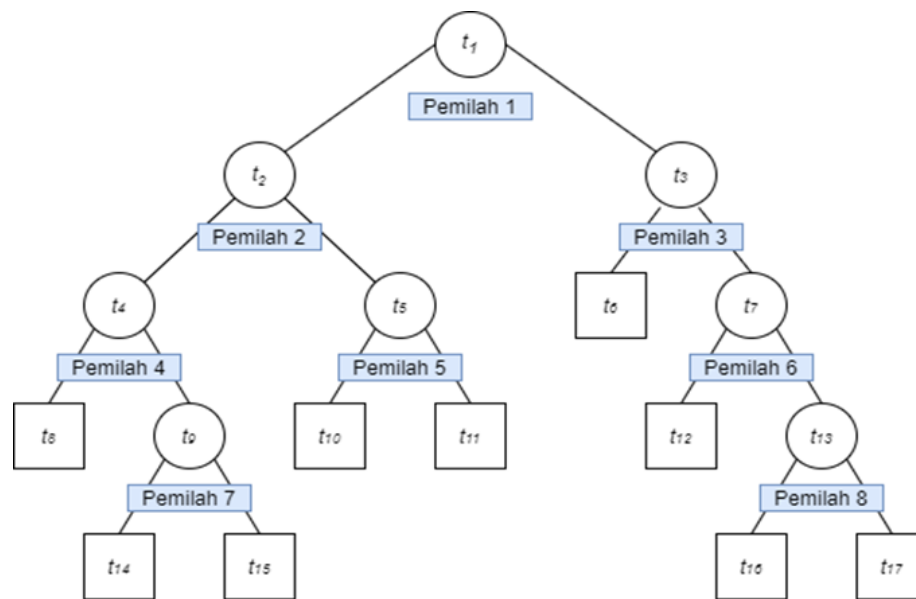 t1
Pemilah 1
t2
t3
Pemilah 2
Pemilah 3
t4
t5
t6
t7
Pemilah 4
Pemilah 5
Pemilah 6
t8
t9
t10
t11
t12
t13
Pemilah 7
Pemilah 8
t14
t15
t16
t17